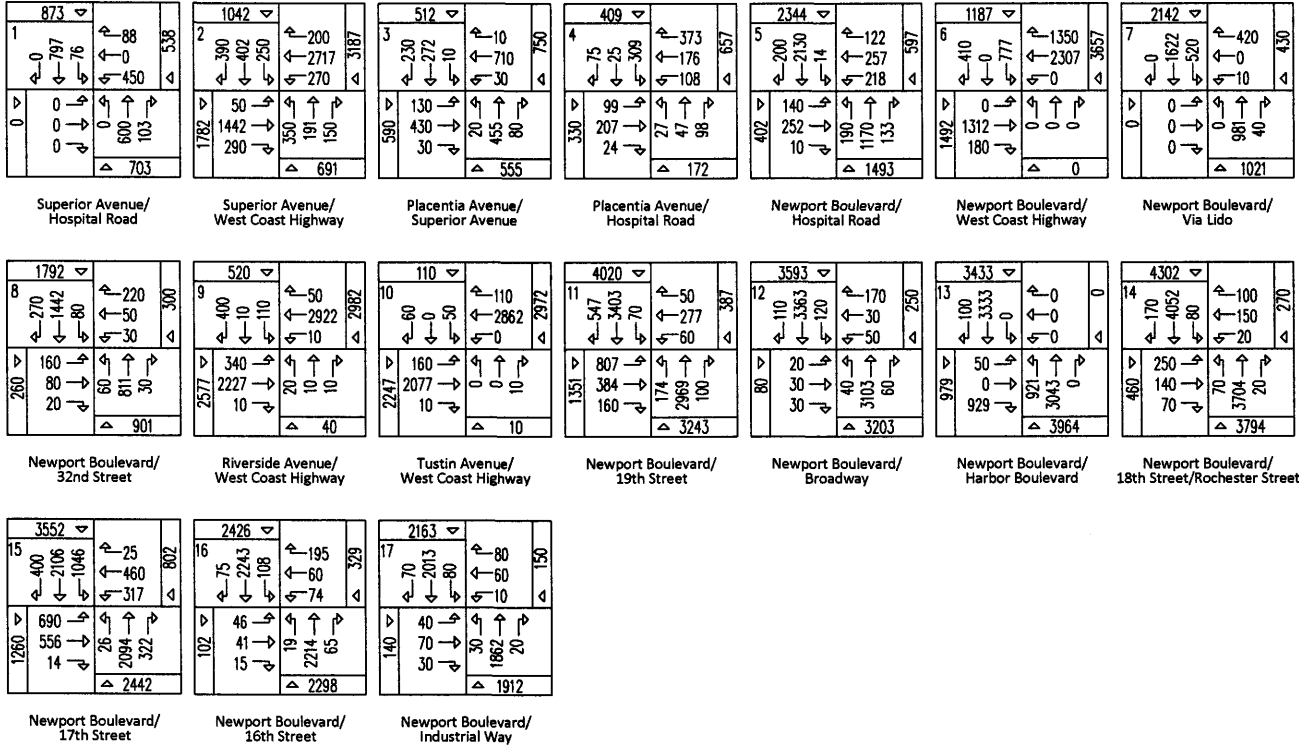 873
1
0 797 76
88
0
450
538
0
0
0
0
0 600 103
703
Superior Avenue/
Hospital Road
1042
2
390 402 250
200
2717
270
3187
1782
50
1442
290
350 191 150
691
Superior Avenue/
West Coast Highway
512
3
230 272 10
10
710
30
750
590
130
430
30
20 455 80
555
Placentia Avenue/
Superior Avenue
409
4
75 25 309
373
176
108
657
330
99
207
24
27 47 98
172
Placentia Avenue/
Hospital Road
2344
5
200 2130 14
122
257
218
597
402
140
252
10
190 1170 133
1493
Newport Boulevard/
Hospital Road
1187
6
410 0 777
1350
2307
0
3657
1492
0
1312
180
0 0 0
0
Newport Boulevard/
West Coast Highway
2142
7
0 1622 520
420
0
10
430
0
0
0
0
0 981 40
1021
Newport Boulevard/
Via Lido
1792
8
270 1442 80
220
50
30
300
260
160
80
20
60 811 30
901
Newport Boulevard/
32nd Street
520
9
400 10 110
50
2922
10
2982
2577
340
2227
10
20 10 10
40
Riverside Avenue/
West Coast Highway
110
10
60 0 50
110
2862
0
2972
2247
160
2077
10
0 0 10
10
Tustin Avenue/
West Coast Highway
4020
11
547 3403 70
50
277
60
387
1351
807
384
160
174 2969 100
3243
Newport Boulevard/
19th Street
3593
12
110 3363 120
170
30
50
250
80
20
30
30
40 3103 60
3203
Newport Boulevard/
Broadway
3433
13
100 3333 0
0
0
0
0
979
50
0
929
921 3043 0
3964
Newport Boulevard/
Harbor Boulevard
4302
14
170 4052 80
100
150
20
270
460
250
140
70
70 3704 20
3794
Newport Boulevard/
18th Street/Rochester Street
3552
15
400 2106 1046
25
460
317
802
1260
690
556
14
26 2094 322
2442
Newport Boulevard/
17th Street
2426
16
75 2243 108
195
60
74
329
102
46
41
15
19 2214 65
2298
Newport Boulevard/
16th Street
2163
17
70 2013 80
80
60
10
150
140
40
70
30
30 1862 20
1912
Newport Boulevard/
Industrial Way